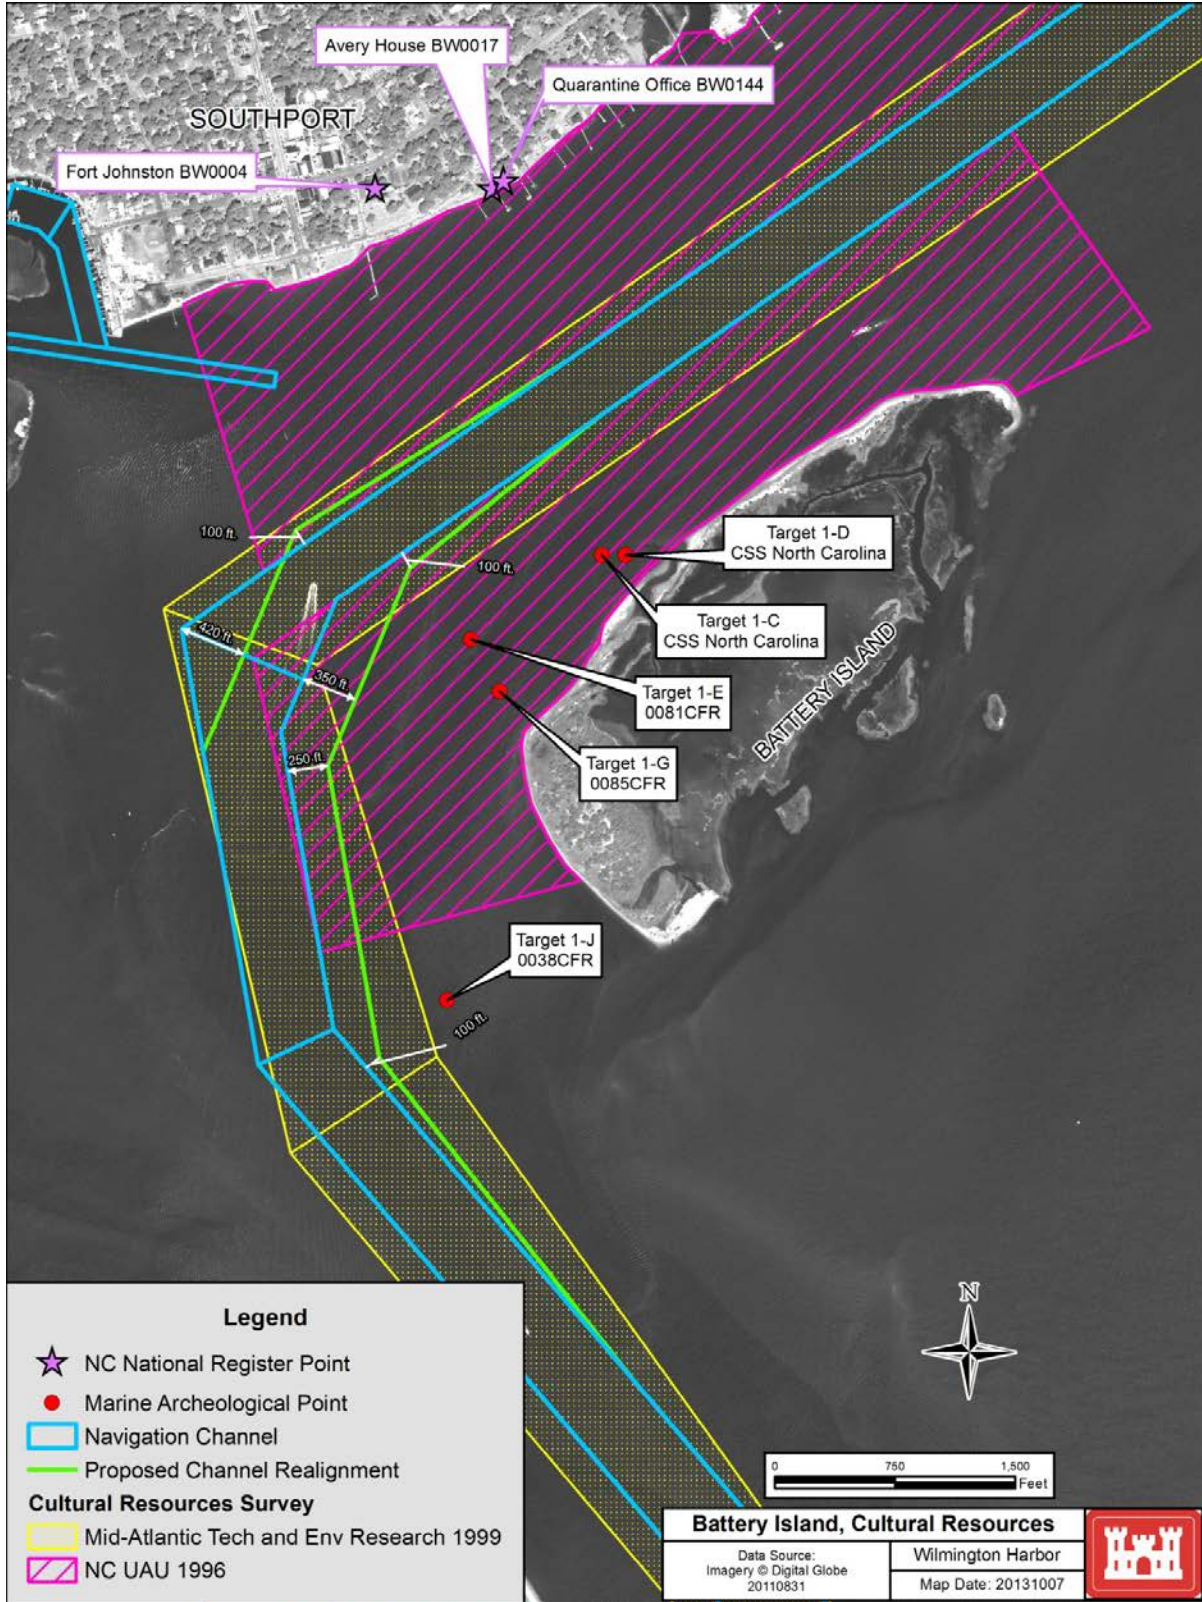 Avery House BW0017
Quarantine Office BW0144
SOUTHPORT
Fort Johnston BW0004
100 ft.
100 ft.
420 ft.
350 ft.
250 ft.
Target 1-D
CSS North Carolina
Target 1-C
CSS North Carolina
Target 1-E
0081CFR
Target 1-G
0085CFR
BATTERY ISLAND
Target 1-J
0038CFR
100 ft.
N
Legend
NC National Register Point
Marine Archeological Point
Navigation Channel
Proposed Channel Realignment
Cultural Resources Survey
Mid-Atlantic Tech and Env Research 1999
NC UAU 1996
0 750 1,500
Feet
Battery Island, Cultural Resources
Data Source:
Imagery © Digital Globe
20110831
Wilmington Harbor
Map Date: 20131007